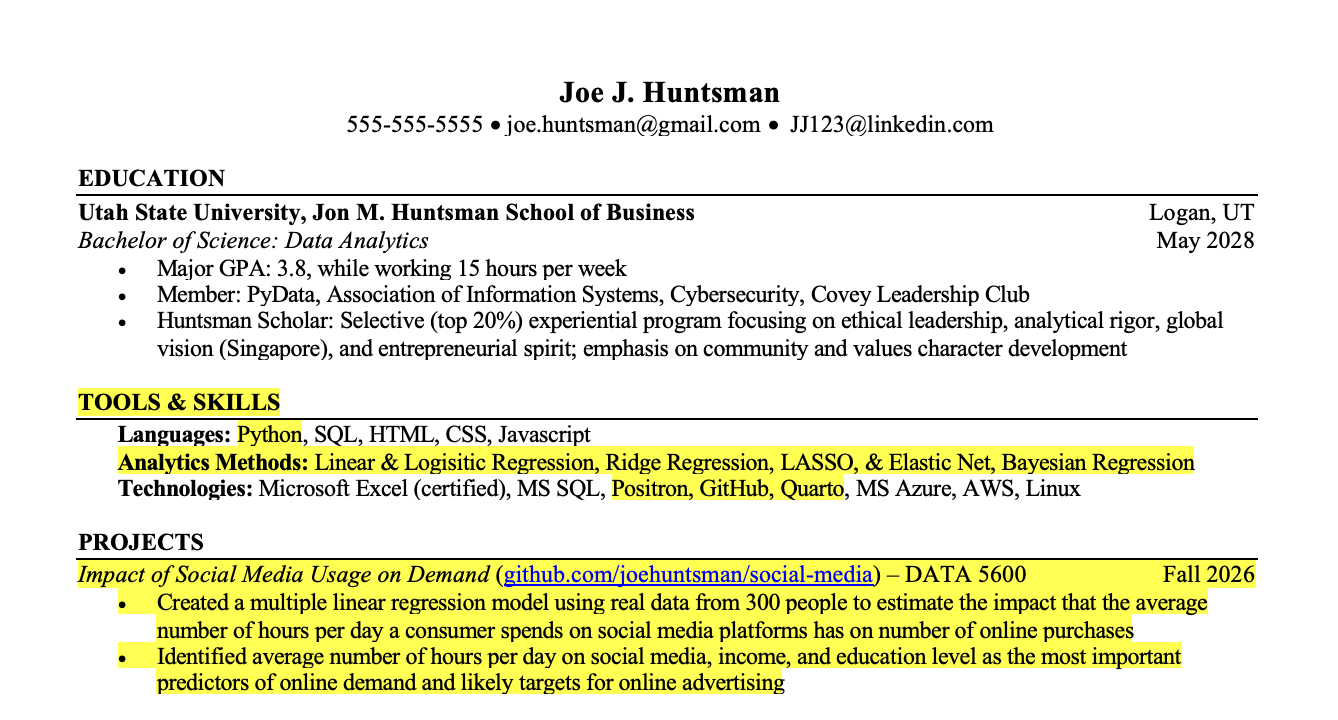 Joe J. Huntsman
555-555-5555 • joe.huntsman@gmail.com • JJ123@linkedin.com
EDUCATION
Utah State University, Jon M. Huntsman School of Business Logan, UT
Bachelor of Science: Data Analytics May 2028
• Major GPA: 3.8, while working 15 hours per week
• Member: PyData, Association of Information Systems, Cybersecurity, Covey Leadership Club
• Huntsman Scholar: Selective (top 20%) experiential program focusing on ethical leadership, analytical rigor, global
vision (Singapore), and entrepreneurial spirit; emphasis on community and values character development
TOOLS & SKILLS
Languages: Python, SQL, HTML, CSS, Javascript
Analytics Methods: Linear & Logisitic Regression, Ridge Regression, LASSO, & Elastic Net, Bayesian Regression
Technologies: Microsoft Excel (certified), MS SQL, Positron, GitHub, Quarto, MS Azure, AWS, Linux
PROJECTS
Impact of Social Media Usage on Demand (github.com/joehuntsman/social-media) – DATA 5600 Fall 2026
• Created a multiple linear regression model using real data from 300 people to estimate the impact that the average
number of hours per day a consumer spends on social media platforms has on number of online purchases
• Identified average number of hours per day on social media, income, and education level as the most important
predictors of online demand and likely targets for online advertising